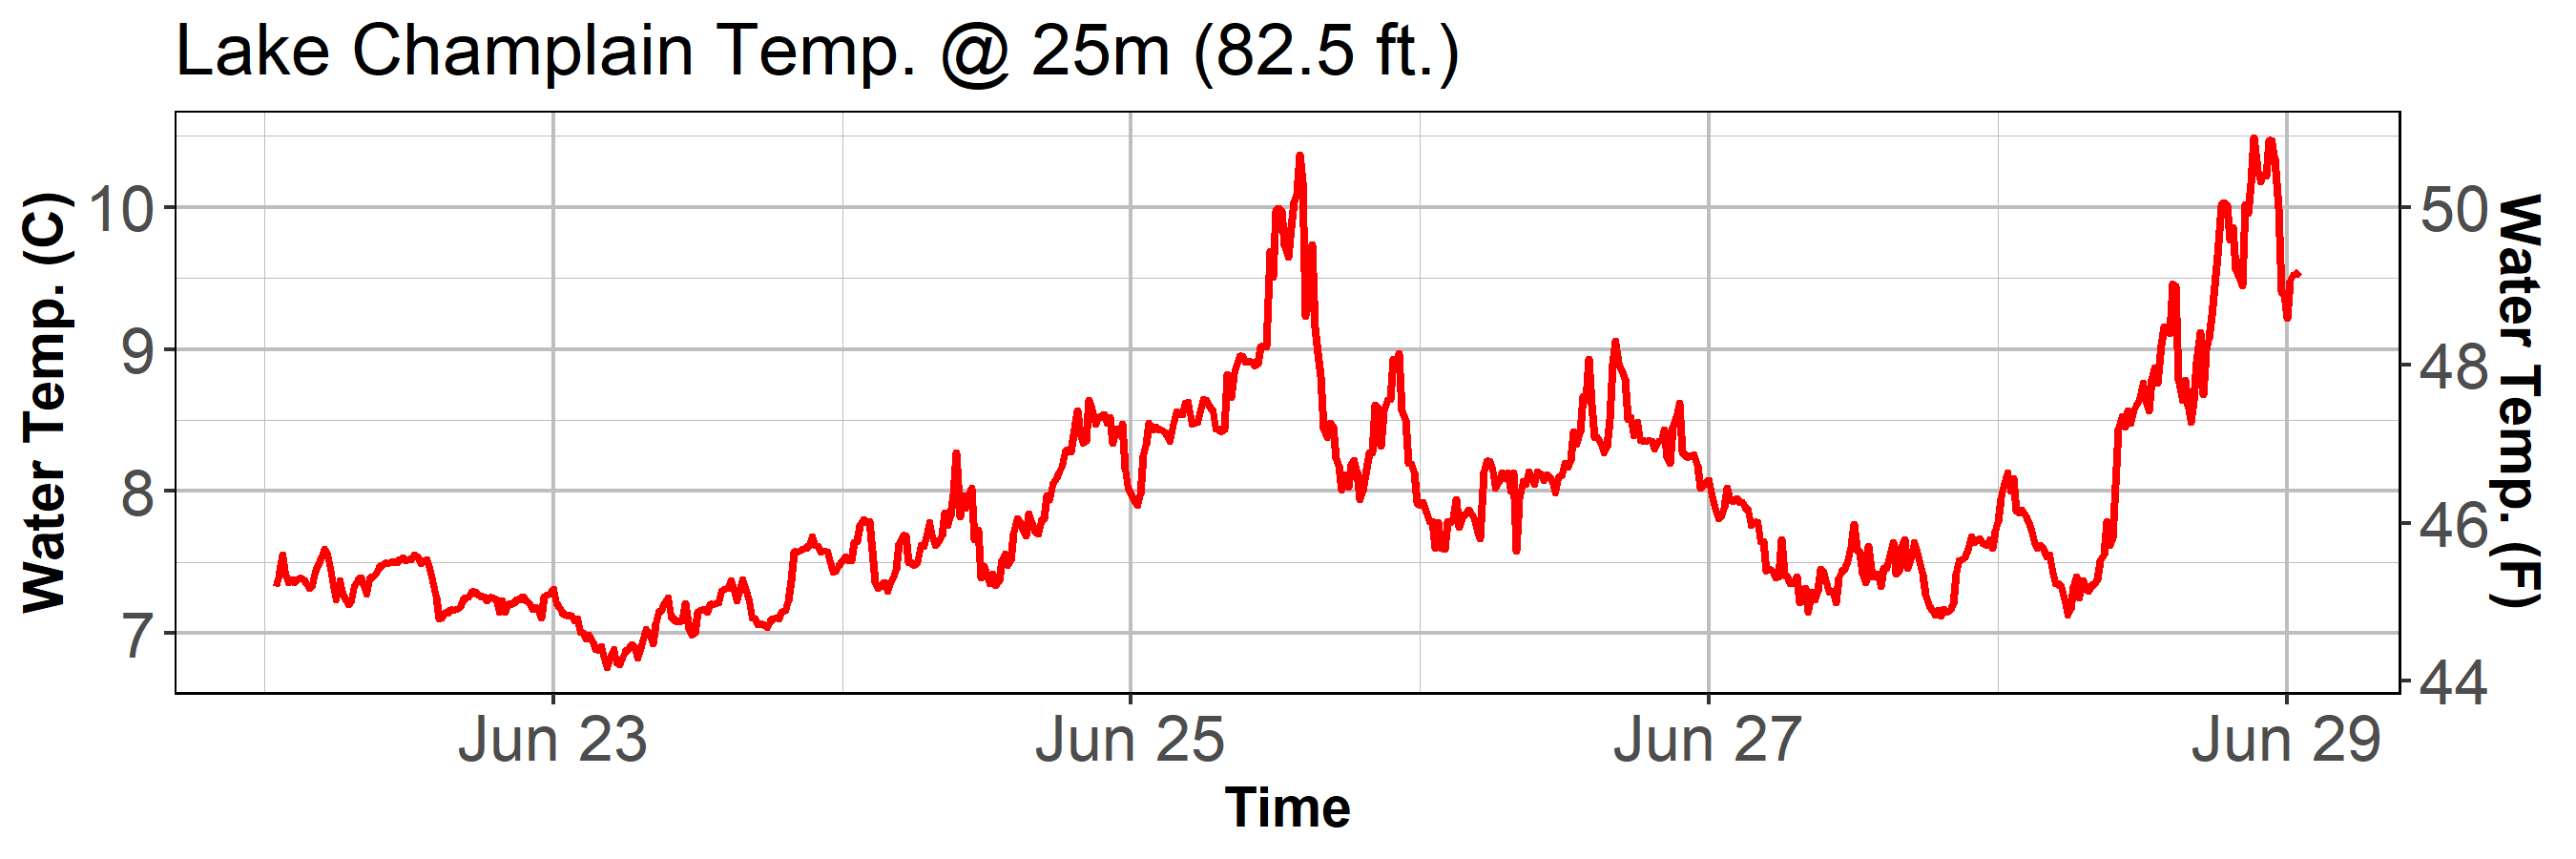 Lake Champlain Temp. @ 25m (82.5 ft.)
Water Temp. (C)
10
9
8
7
50
48
46
44
Water Temp. (F)
Jun 23
Jun 25
Jun 27
Jun 29
Time